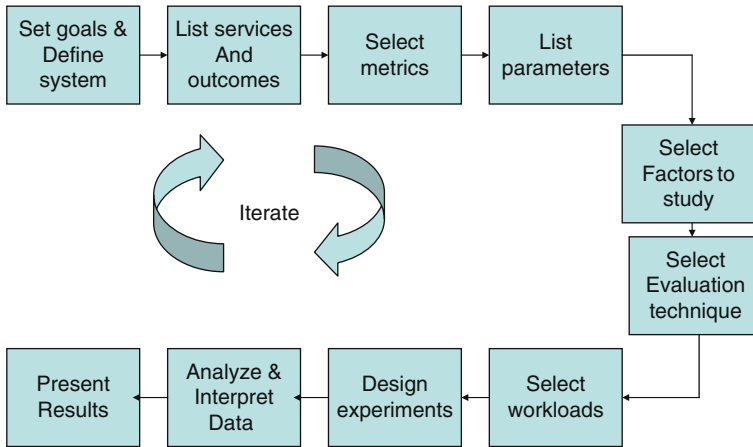 Set goals &
Define
system
List services
And
outcomes
Select
metrics
List
parameters
Select
Factors to
study
Iterate
Select
Evaluation
technique
Present
Results
Analyze &
Interpret
Data
Design
experiments
Select
workloads